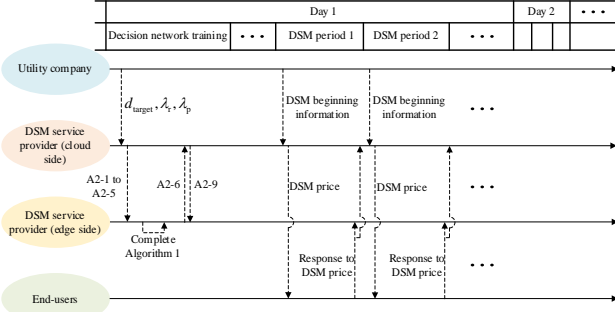 Day 1
Day 2
• • •
Decision network training
• • •
DSM period 1
DSM period 2
• • •
Utility company
d_target, λ_r, λ_p
DSM beginning
information
DSM beginning
information
• • •
DSM service
provider (cloud
side)
A2-1 to
A2-5
A2-6
A2-9
DSM price
DSM price
• • •
DSM service
provider (edge side)
Complete
Algorithm 1
Response to
DSM price
Response to
DSM price
• • •
End-users